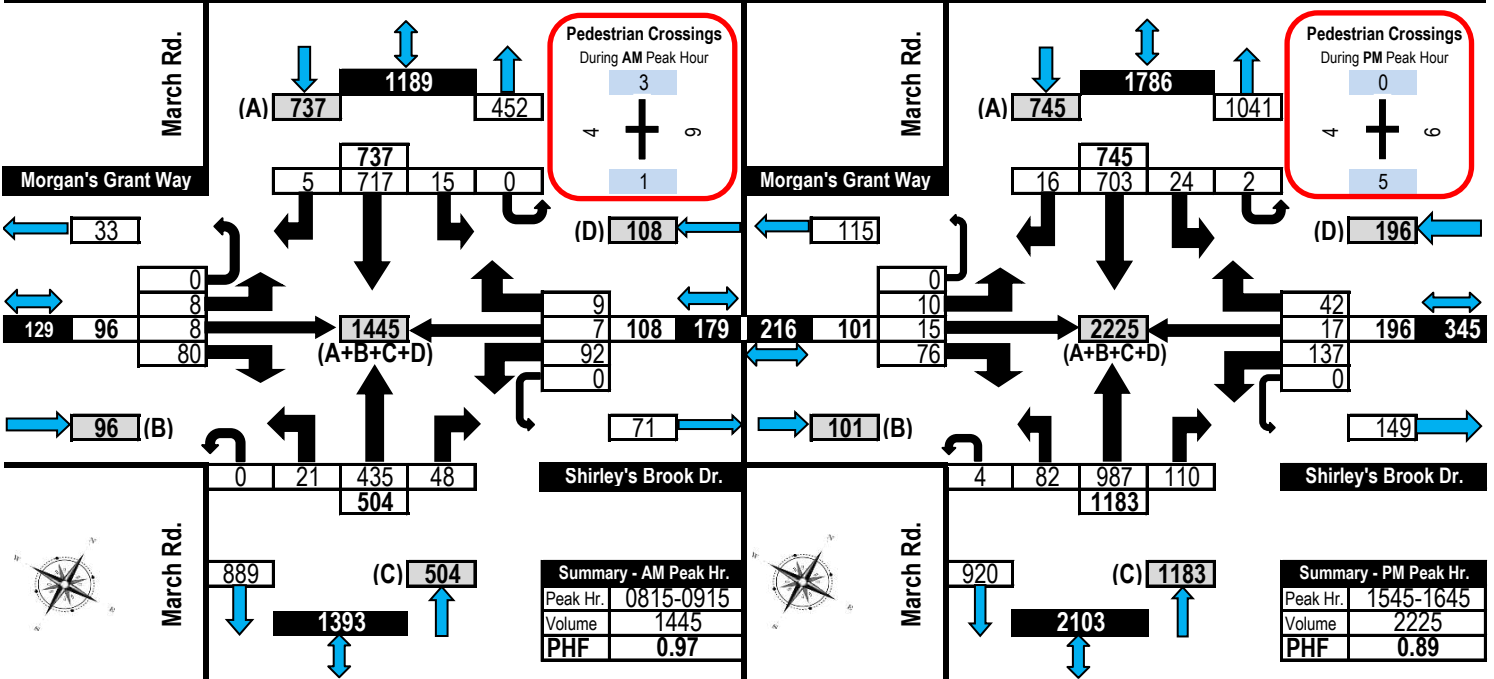 March Rd.
Morgan's Grant Way
(A) 737
1189
452
Pedestrian Crossings
During AM Peak Hour
3
4
9
1
737
5 717 15 0
33
(D) 108
0
8
8
80
129 96
1445
(A+B+C+D)
9
7
92
0
108 179
96 (B)
71
0 21 435 48
504
Shirley's Brook Dr.
March Rd.
889
(C) 504
1393
Summary - AM Peak Hr.
Peak Hr. 0815-0915
Volume 1445
PHF 0.97
March Rd.
Morgan's Grant Way
(A) 745
1786
1041
Pedestrian Crossings
During PM Peak Hour
0
4
6
5
745
16 703 24 2
115
(D) 196
0
10
15
76
216 101
2225
(A+B+C+D)
42
17
137
0
196 345
101 (B)
149
4 82 987 110
1183
Shirley's Brook Dr.
March Rd.
920
(C) 1183
2103
Summary - PM Peak Hr.
Peak Hr. 1545-1645
Volume 2225
PHF 0.89